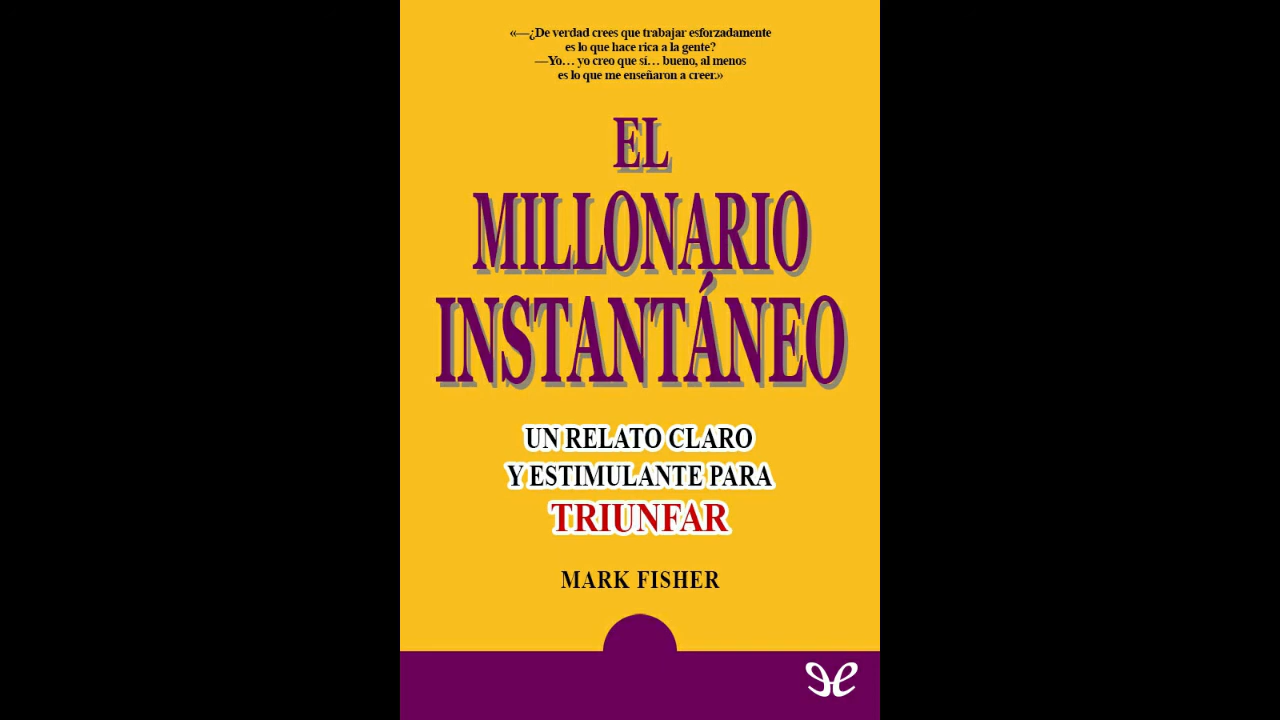 «—¿De verdad crees que trabajar esforzadamente
es lo que hace rica a la gente?
—Yo… yo creo que sí… bueno, al menos
es lo que me enseñaron a creer.»
EL
MILLONARIO
INSTANTÁNEO
UN RELATO CLARO
Y ESTIMULANTE PARA
TRIUNFAR
MARK FISHER